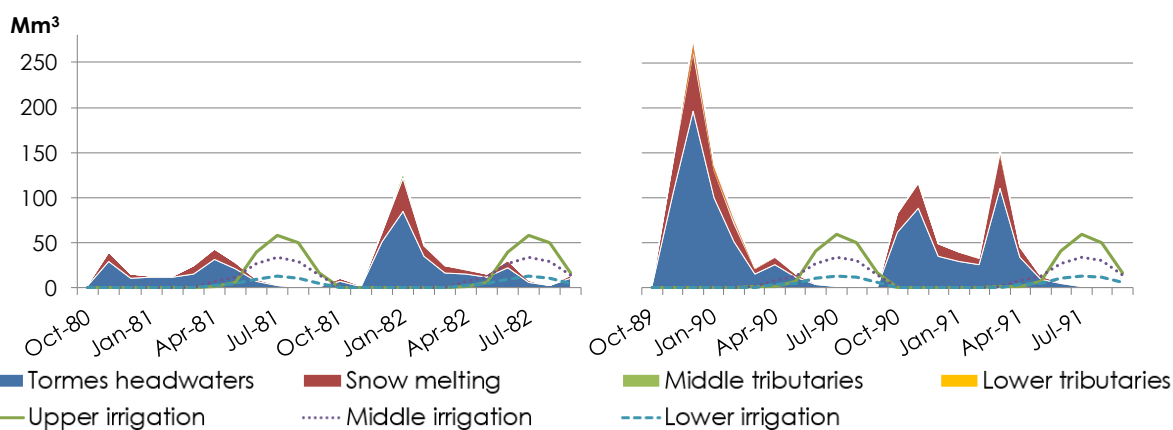 Mm³
250
200
150
100
50
0
Oct-80 Jan-81 Apr-81 Jul-81 Oct-81 Jan-82 Apr-82 Jul-82
Oct-89 Jan-90 Apr-90 Jul-90 Oct-90 Jan-91 Apr-91 Jul-91
Tormes headwaters Snow melting Middle tributaries Lower tributaries
Upper irrigation Middle irrigation Lower irrigation